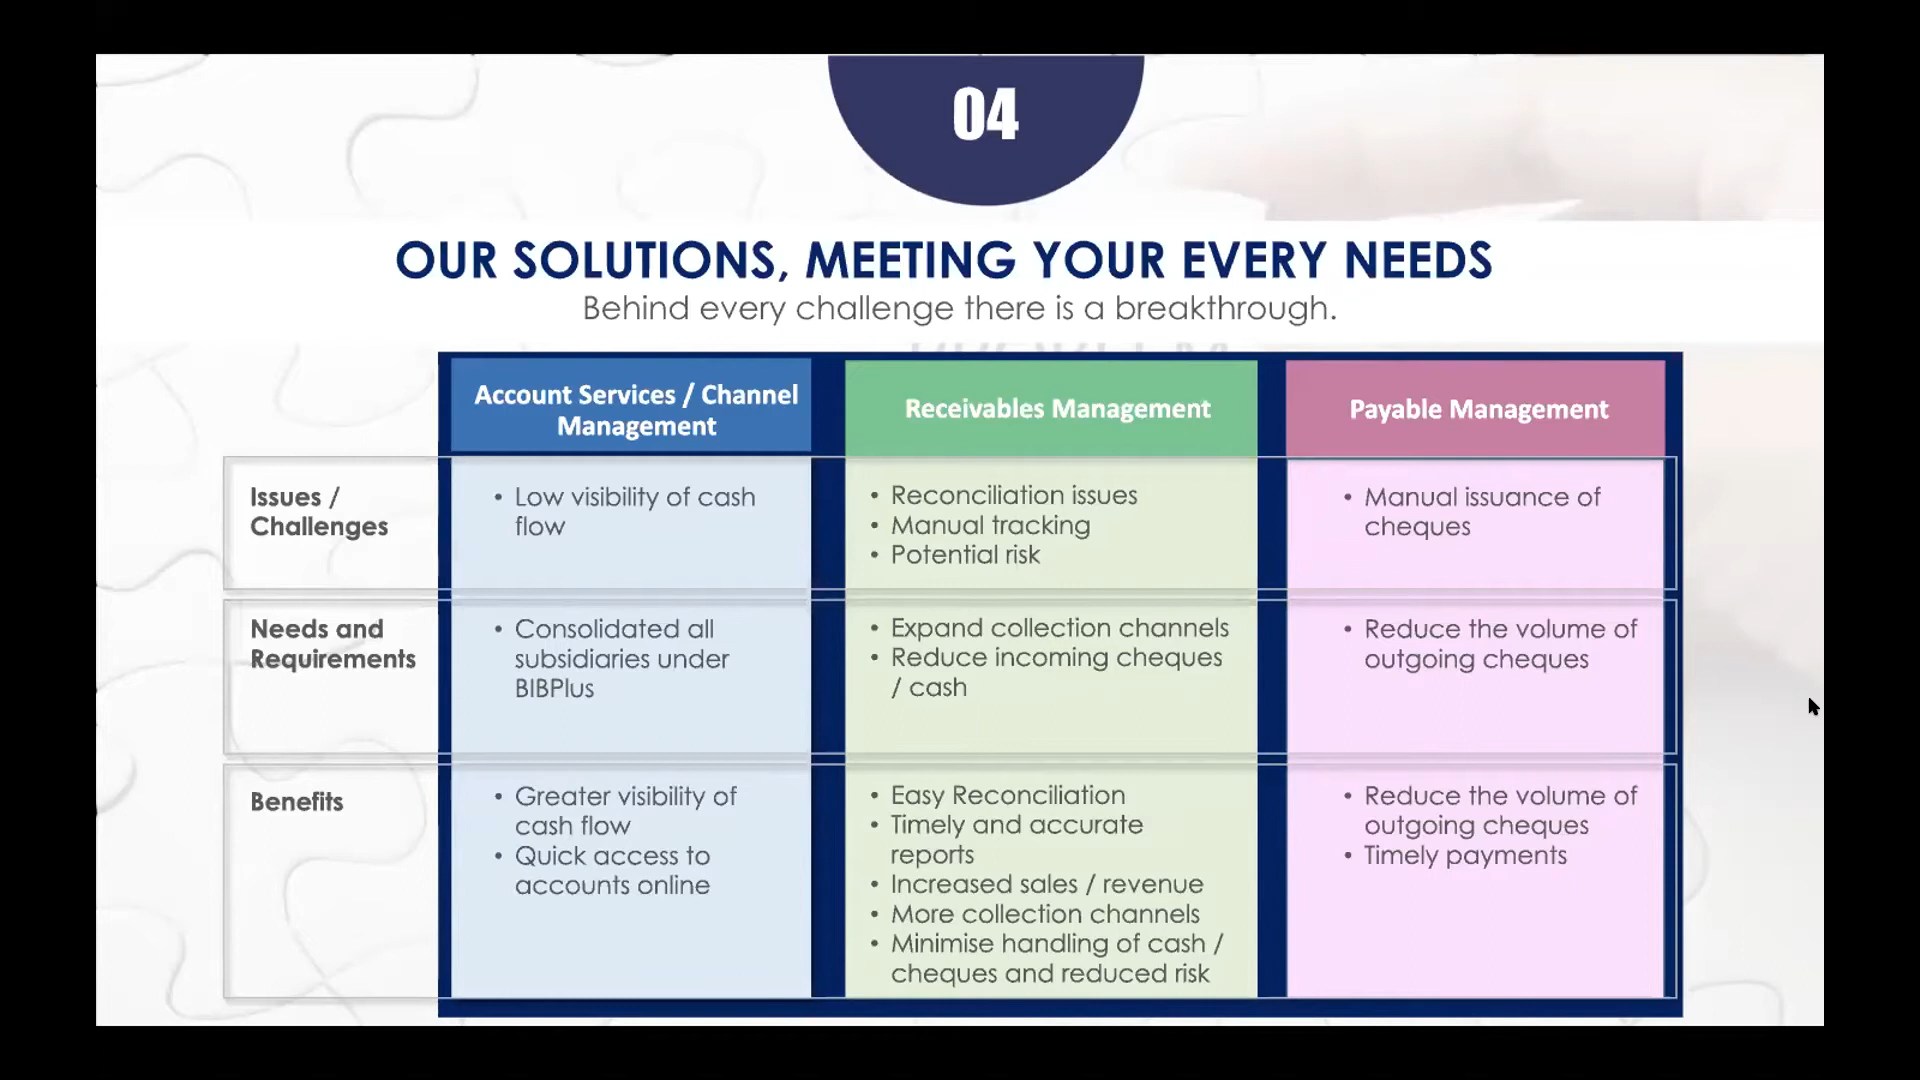 04
OUR SOLUTIONS, MEETING YOUR EVERY NEEDS
Behind every challenge there is a breakthrough.
Account Services / Channel
Management
Receivables Management
Payable Management
Issues /
Challenges
• Low visibility of cash
flow
• Reconciliation issues
• Manual tracking
• Potential risk
• Manual issuance of
cheques
Needs and
Requirements
• Consolidated all
subsidiaries under
BIBPlus
• Expand collection channels
• Reduce incoming cheques
/ cash
• Reduce the volume of
outgoing cheques
Benefits
• Greater visibility of
cash flow
• Quick access to
accounts online
• Easy Reconciliation
• Timely and accurate
reports
• Increased sales / revenue
• More collection channels
• Minimise handling of cash /
cheques and reduced risk
• Reduce the volume of
outgoing cheques
• Timely payments